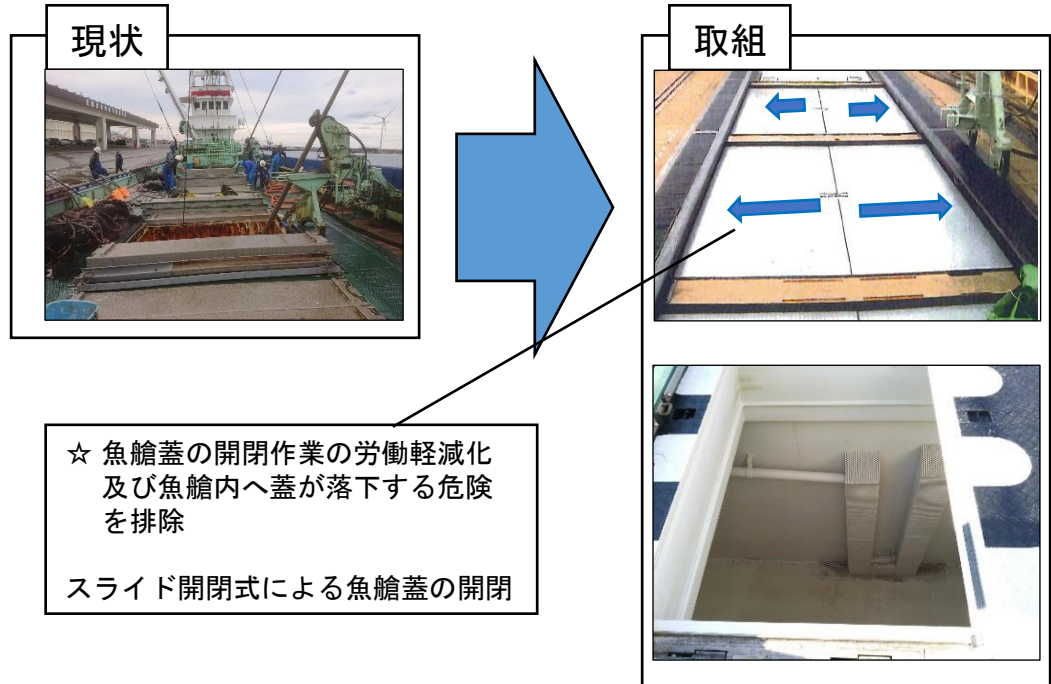 現状
取組
☆ 魚艙蓋の開閉作業の労働軽減化
及び魚艙内へ蓋が落下する危険
を排除
スライド開閉式による魚艙蓋の開閉